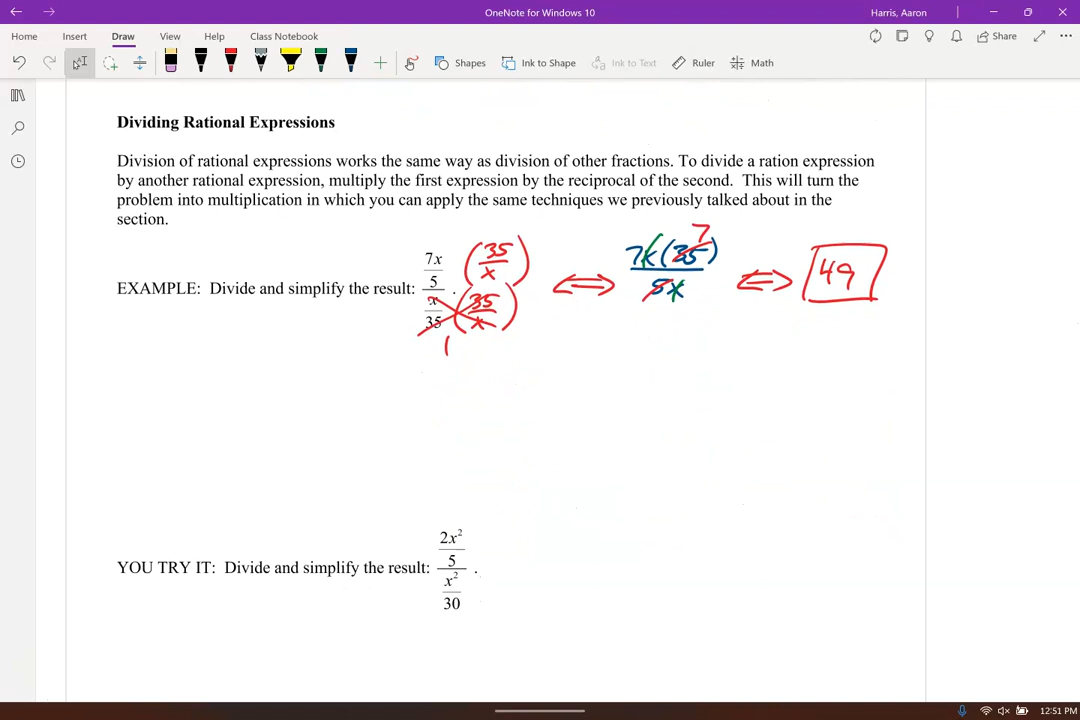 OneNote for Windows 10
Harris, Aaron
Home Insert Draw View Help Class Notebook
Share
Shapes Ink to Shape Ink to Text Ruler Math
Dividing Rational Expressions
Division of rational expressions works the same way as division of other fractions. To divide a ration expression
by another rational expression, multiply the first expression by the reciprocal of the second. This will turn the
problem into multiplication in which you can apply the same techniques we previously talked about in the
section.
7x
5
EXAMPLE: Divide and simplify the result:
x
35
.
(35/x)
(35/x)
1
⇔
7x(35)
5x
7
⇔
49
2x²
5
YOU TRY IT: Divide and simplify the result:
x²
30
.
12:51 PM